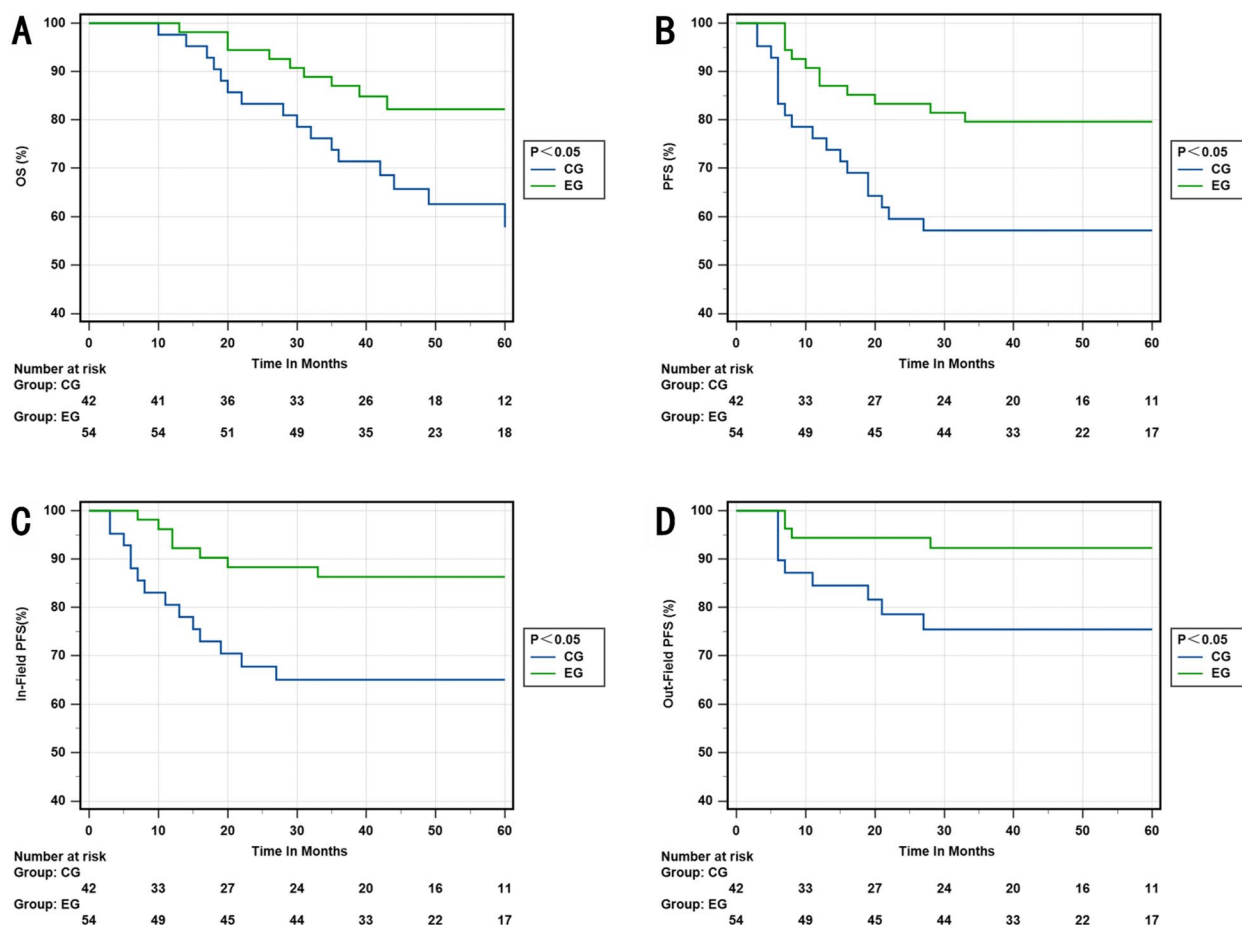 A
100
90
80
70
60
50
40
OS (%)
0 10 20 30 40 50 60
Time In Months
P＜0.05
CG
EG
Number at risk
Group: CG
42 41 36 33 26 18 12
Group: EG
54 54 51 49 35 23 18
B
100
90
80
70
60
50
40
PFS (%)
0 10 20 30 40 50 60
Time In Months
P＜0.05
CG
EG
Number at risk
Group: CG
42 33 27 24 20 16 11
Group: EG
54 49 45 44 33 22 17
C
100
90
80
70
60
50
40
In-Field PFS(%)
0 10 20 30 40 50 60
Time In Months
P＜0.05
CG
EG
Number at risk
Group: CG
42 33 27 24 20 16 11
Group: EG
54 49 45 44 33 22 17
D
100
90
80
70
60
50
40
Out-Field PFS (%)
0 10 20 30 40 50 60
Time In Months
P＜0.05
CG
EG
Number at risk
Group: CG
42 33 27 24 20 16 11
Group: EG
54 49 45 44 33 22 17